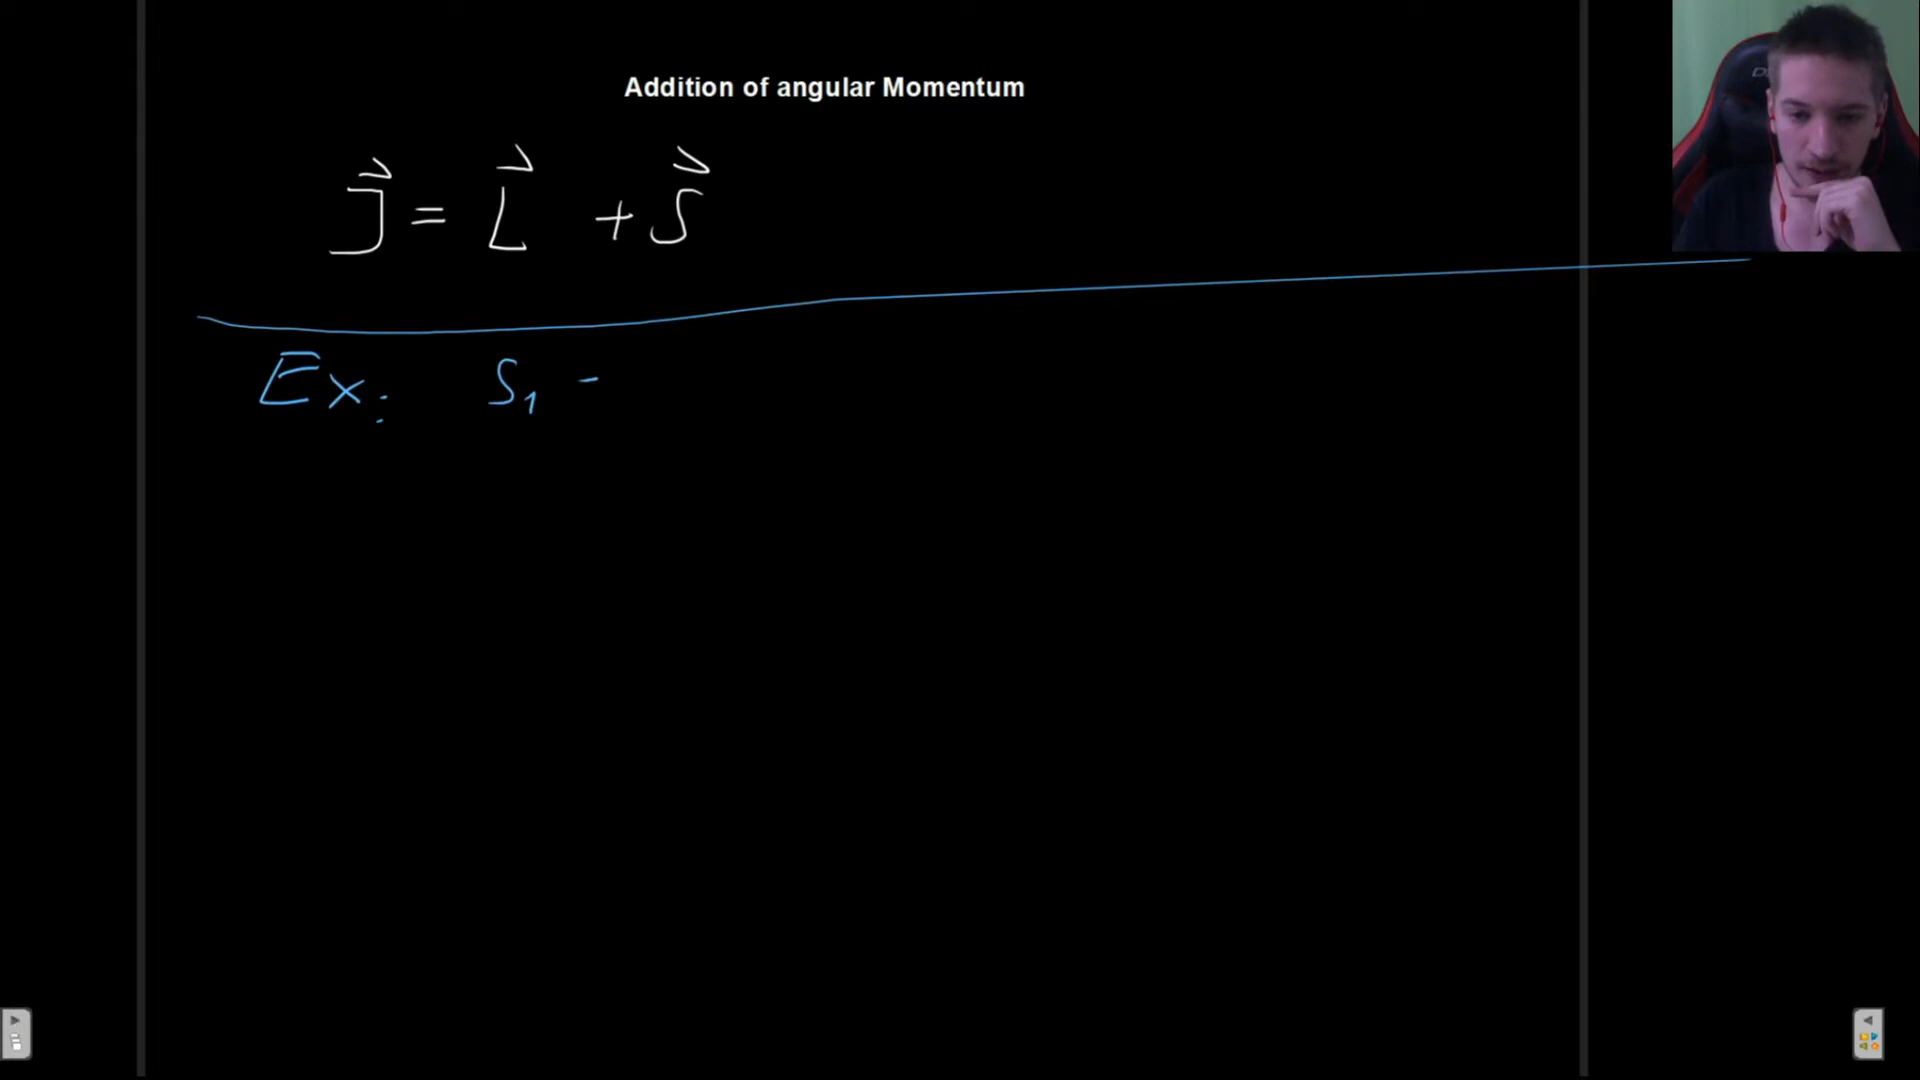 Addition of angular Momentum
J⃗ = L⃗ + S⃗
Ex: S₁ -